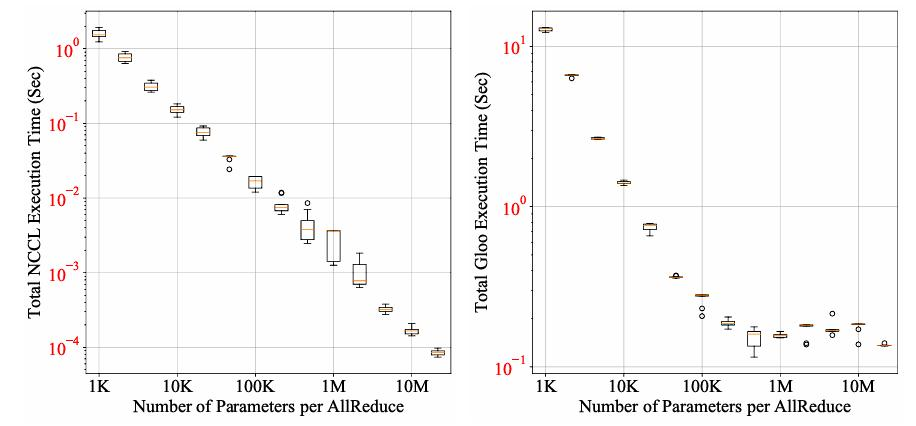 Total NCCL Execution Time (Sec)
10^0
10^-1
10^-2
10^-3
10^-4
1K 10K 100K 1M 10M
Number of Parameters per AllReduce
Total Gloo Execution Time (Sec)
10^1
10^0
10^-1
1K 10K 100K 1M 10M
Number of Parameters per AllReduce